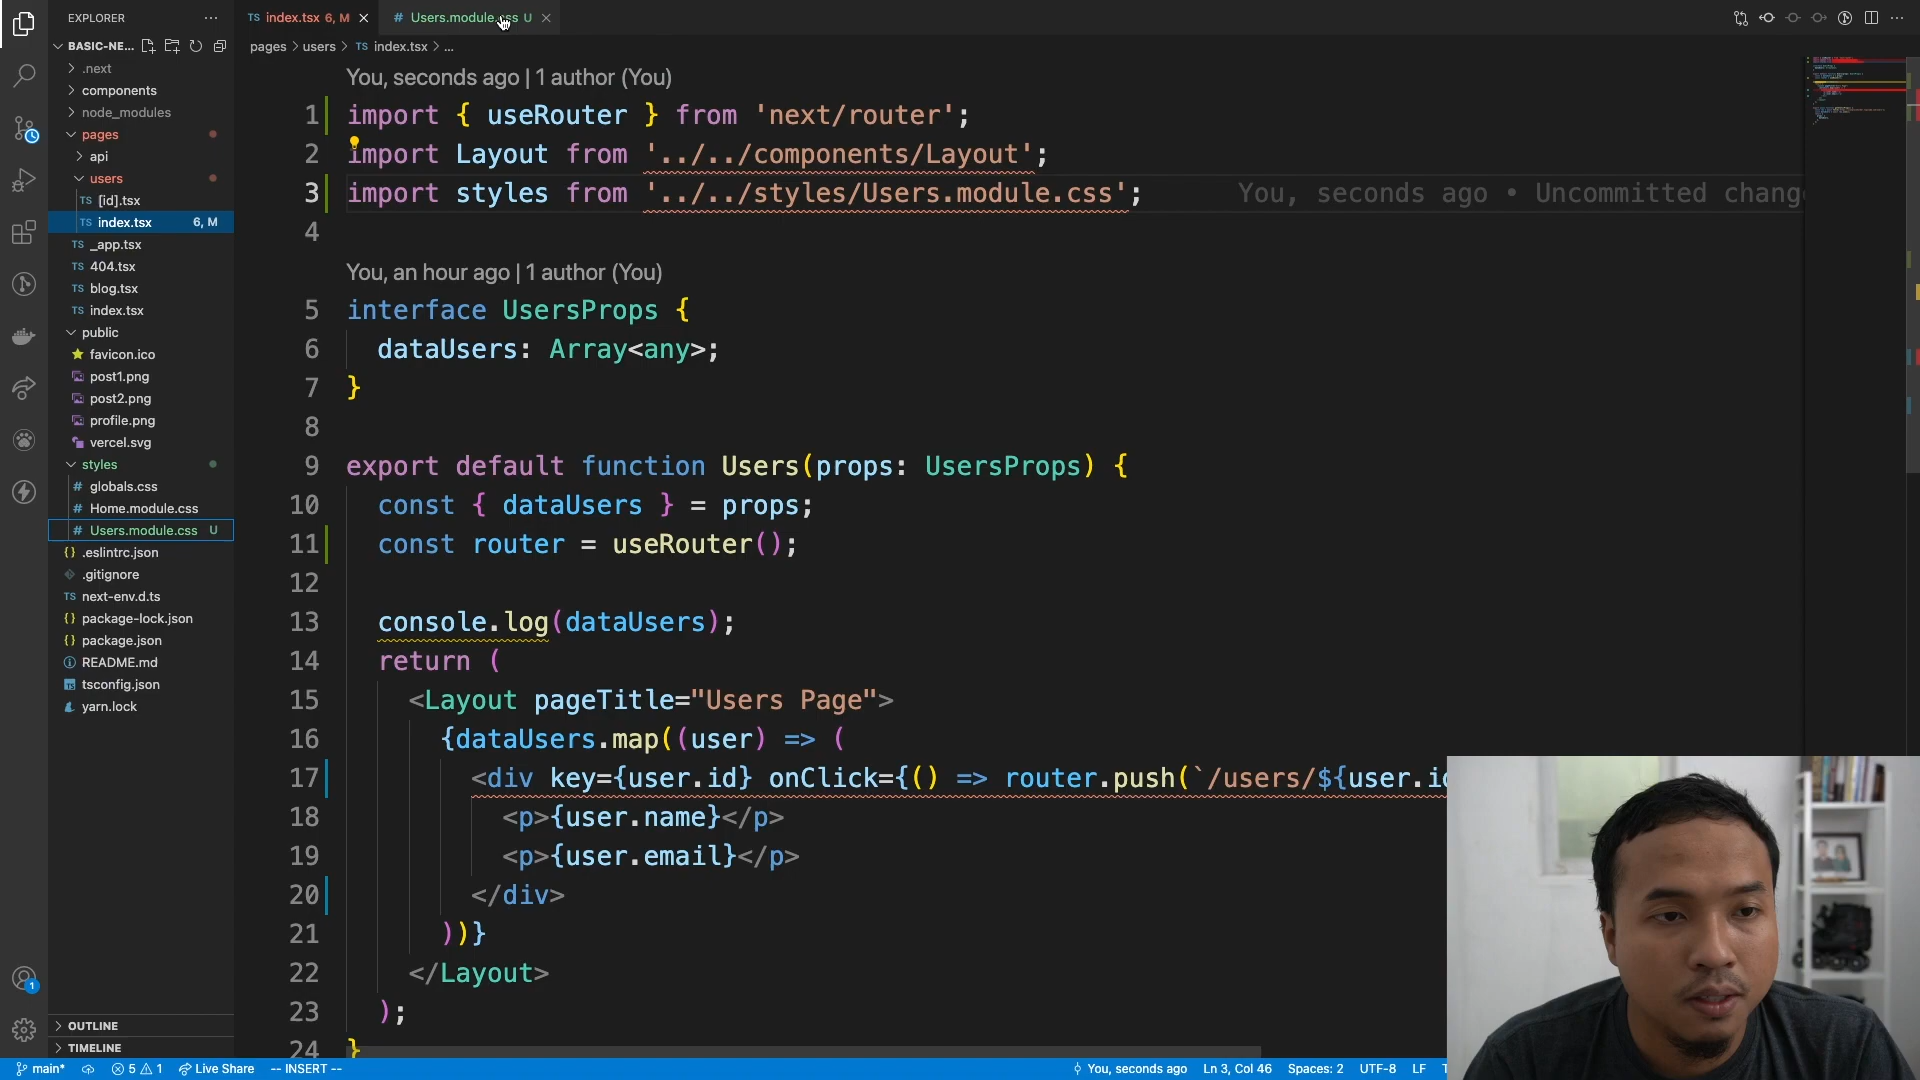 EXPLORER
BASIC-NE...
.next
components
node_modules
pages
api
users
TS [id].tsx
TS index.tsx 6, M
TS _app.tsx
TS 404.tsx
TS blog.tsx
TS index.tsx
public
favicon.ico
post1.png
post2.png
profile.png
vercel.svg
styles
# globals.css
# Home.module.css
# Users.module.css U
{} .eslintrc.json
.gitignore
TS next-env.d.ts
{} package-lock.json
{} package.json
README.md
tsconfig.json
yarn.lock
OUTLINE
TIMELINE
TS index.tsx 6, M
# Users.module.css U
pages > users > TS index.tsx > ...
You, seconds ago | 1 author (You)
1 import { useRouter } from 'next/router';
2 import Layout from '../../components/Layout';
3 import styles from '../../styles/Users.module.css'; You, seconds ago • Uncommitted chang
4
You, an hour ago | 1 author (You)
5 interface UsersProps {
6 dataUsers: Array<any>;
7 }
8
9 export default function Users(props: UsersProps) {
10 const { dataUsers } = props;
11 const router = useRouter();
12
13 console.log(dataUsers);
14 return (
15 <Layout pageTitle="Users Page">
16 {dataUsers.map((user) => (
17 <div key={user.id} onClick={() => router.push(`/users/${user.i
18 <p>{user.name}</p>
19 <p>{user.email}</p>
20 </div>
21 ))}
22 </Layout>
23 );
24 }
1
main* 5 1 Live Share -- INSERT -- You, seconds ago Ln 3, Col 46 Spaces: 2 UTF-8 LF